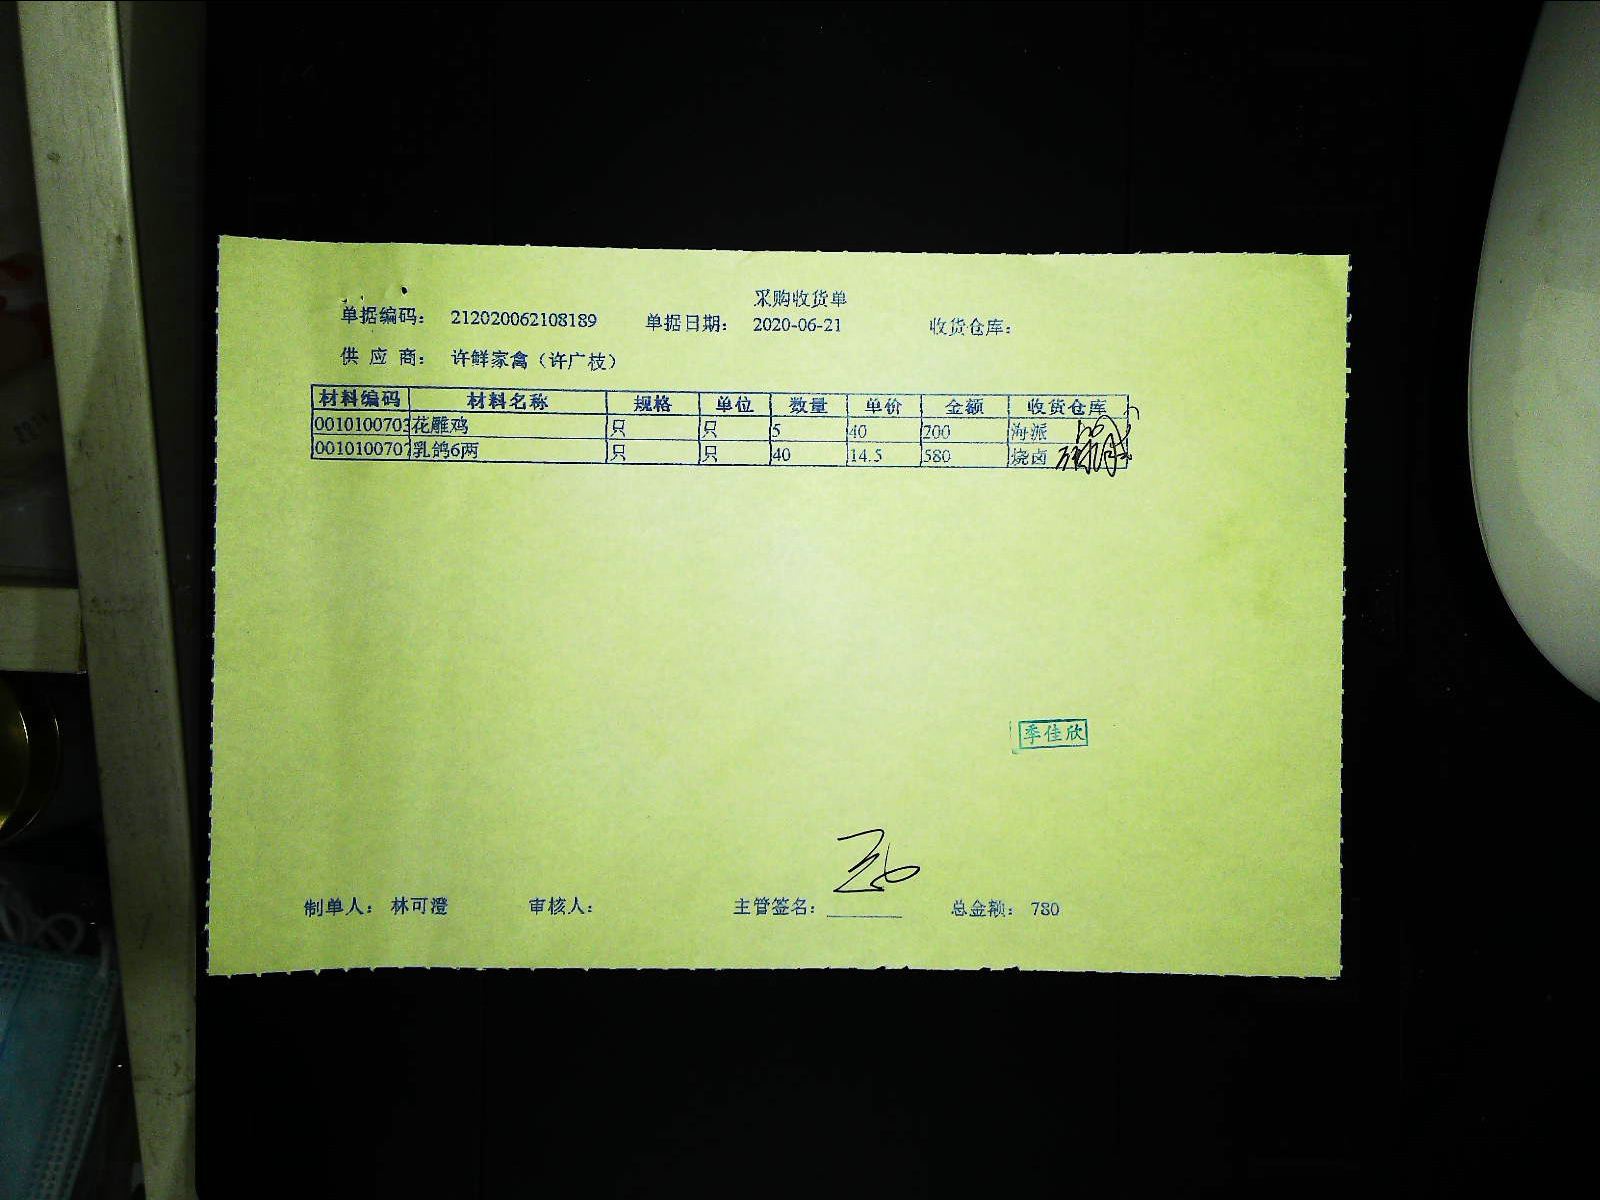 采购收货单
单据编码： 212020062108189 单据日期： 2020-06-21 收货仓库：
供 应 商： 许鲜家禽（许广枝）
材料编码 材料名称 规格 单位 数量 单价 金额 收货仓库
0010100703 花雕鸡 只 只 5 40 200 海派
0010100707 乳鸽6两 只 只 40 14.5 580 烧卤
季佳欣
制单人： 林可澄 审核人： 主管签名： 总金额： 780